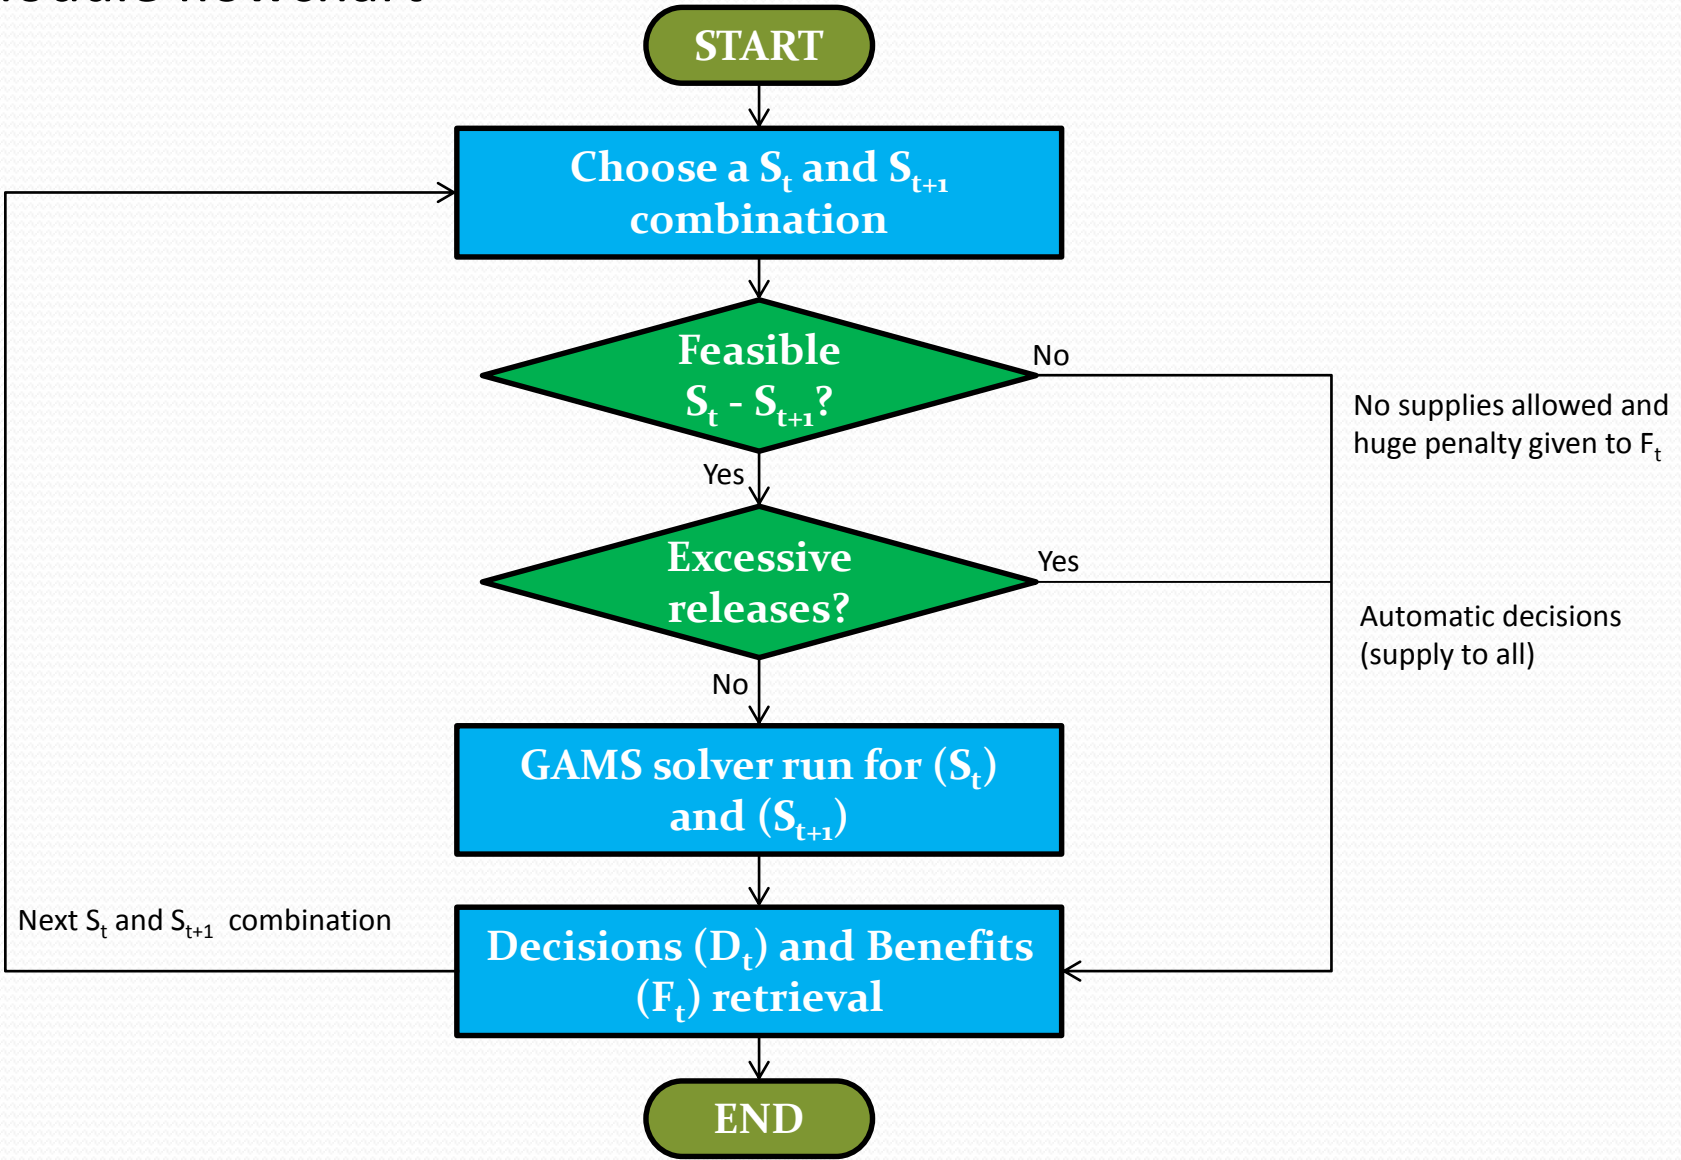 flowchart
START
Choose a Sₜ and Sₜ₊₁
combination
Feasible
Sₜ - Sₜ₊₁?
No
No supplies allowed and
huge penalty given to Fₜ
Yes
Excessive
releases?
Yes
Automatic decisions
(supply to all)
No
GAMS solver run for (Sₜ)
and (Sₜ₊₁)
Next Sₜ and Sₜ₊₁ combination
Decisions (Dₜ) and Benefits
(Fₜ) retrieval
END